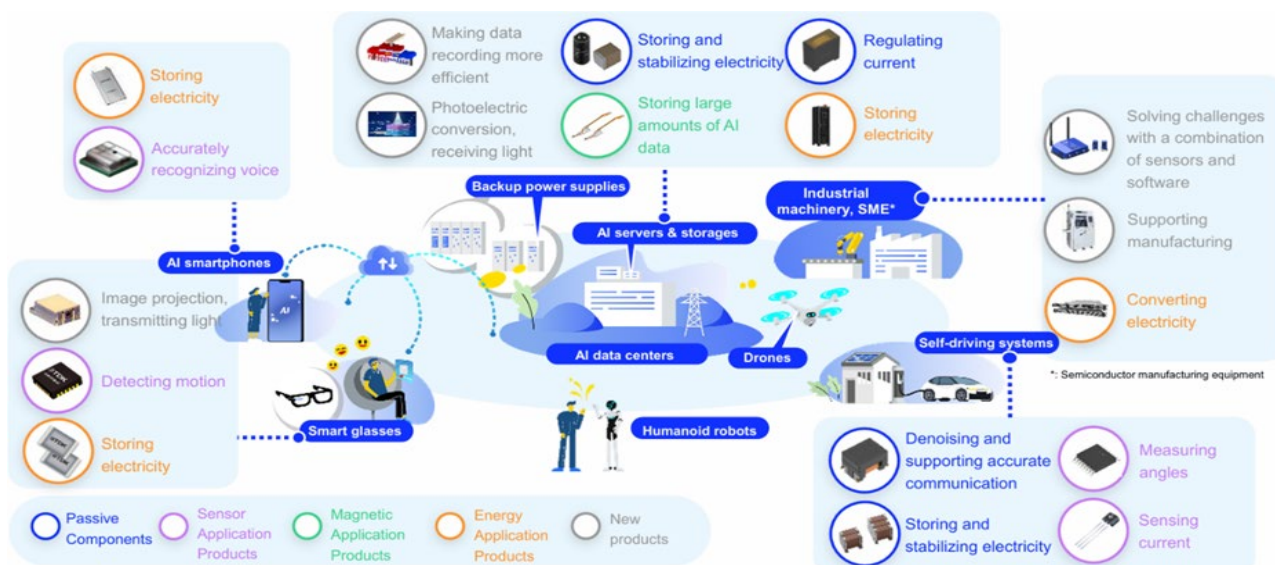 Storing
electricity
Accurately
recognizing voice
Making data
recording more
efficient
Photoelectric
conversion,
receiving light
Storing and
stabilizing electricity
Storing large
amounts of AI
data
Regulating
current
Storing
electricity
Solving challenges
with a combination
of sensors and
software
Supporting
manufacturing
Converting
electricity
*: Semiconductor manufacturing equipment
Backup power supplies
Industrial
machinery, SME*
AI servers & storages
AI smartphones
AI
Image projection,
transmitting light
Detecting motion
TDK
Storing
electricity
Smart glasses
AI data centers
Drones
Self-driving systems
Humanoid robots
Denoising and
supporting accurate
communication
Measuring
angles
Storing and
stabilizing electricity
Sensing
current
Passive
Components
Sensor
Application
Products
Magnetic
Application
Products
Energy
Application
Products
New
products